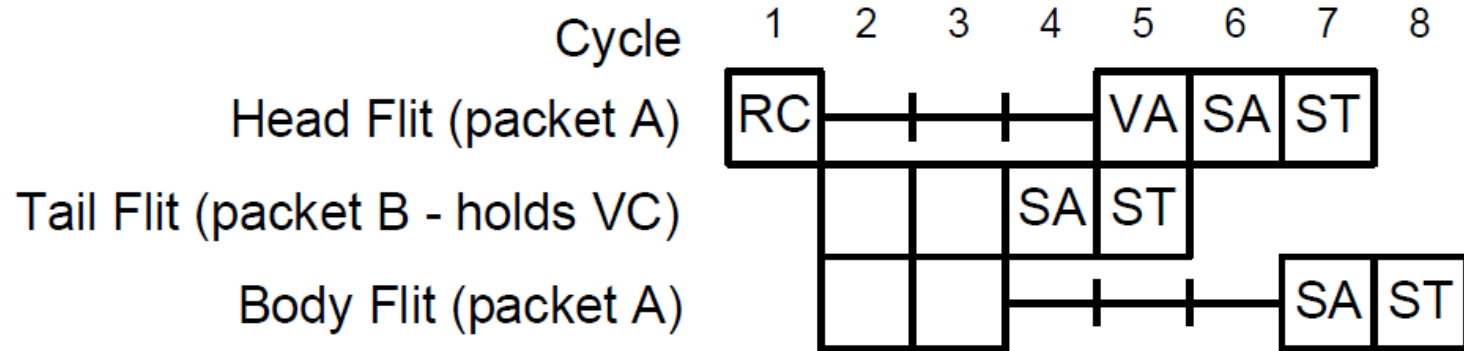 Cycle 1 2 3 4 5 6 7 8
Head Flit (packet A) RC VA SA ST
Tail Flit (packet B - holds VC) SA ST
Body Flit (packet A) SA ST